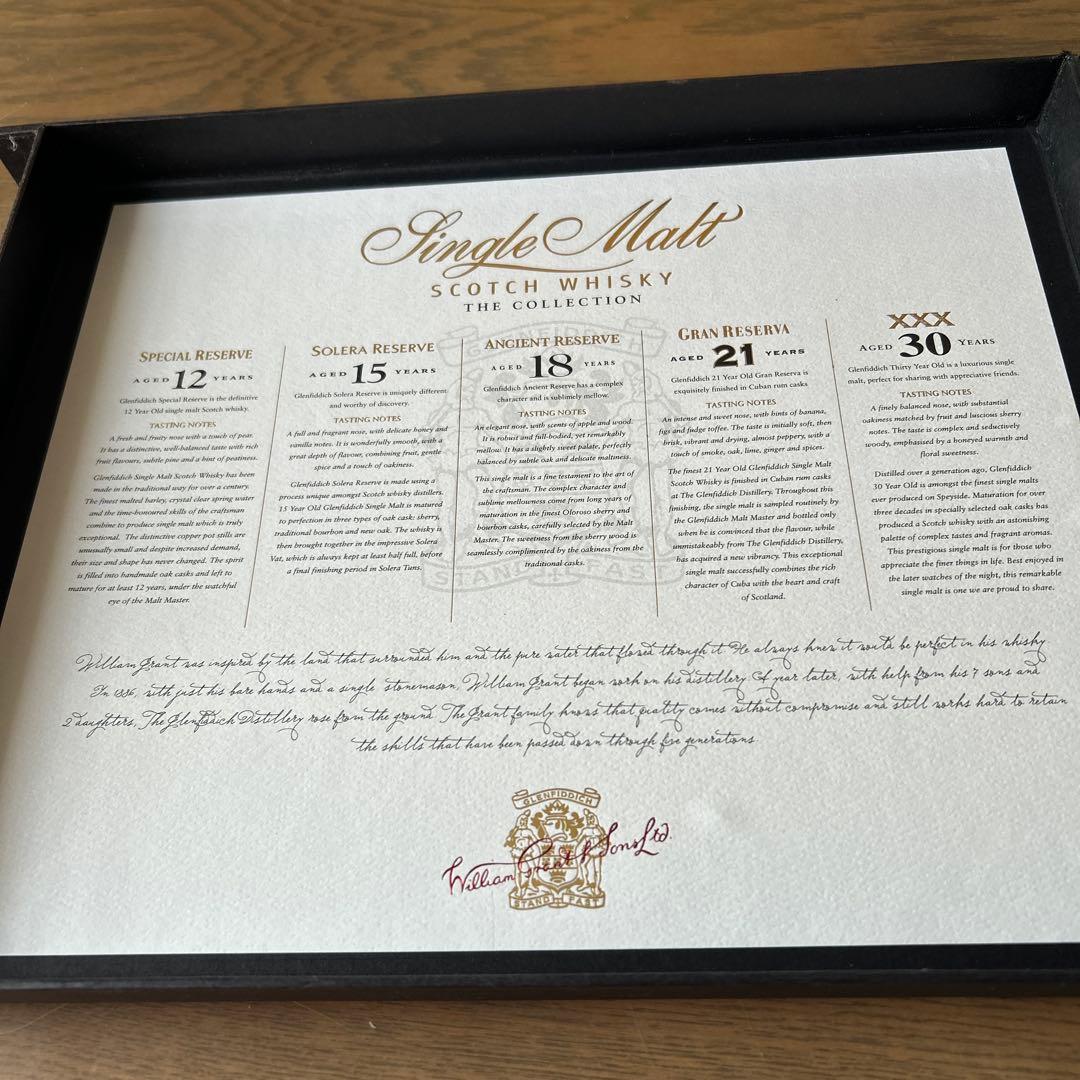 Single Malt
SCOTCH WHISKY
THE COLLECTION
SPECIAL RESERVE
AGED 12 YEARS
Glenfiddich Special Reserve is the definitive
12 Year Old single malt Scotch whisky.
TASTING NOTES
A fresh and fruity nose with a touch of pear.
It has a distinctive, well-balanced taste with rich
fruit flavours, subtle pine and a hint of peatiness.
Glenfiddich Single Malt Scotch Whisky has been
made in the traditional way for over a century.
The finest malted barley, crystal clear spring water
and the time-honoured skills of the craftsman
combine to produce single malt which is truly
exceptional. The distinctive copper pot stills are
unusually small and despite increased demand,
their size and shape has never changed. The spirit
is filled into handmade oak casks and left to
mature for at least 12 years, under the watchful
eye of the Malt Master.
SOLERA RESERVE
AGED 15 YEARS
Glenfiddich Solera Reserve is uniquely different
and worthy of discovery.
TASTING NOTES
A full and fragrant nose, with delicate honey and
vanilla notes. It is wonderfully smooth, with a
great depth of flavour, combining fruit, gentle
spice and a touch of oakiness.
Glenfiddich Solera Reserve is made using a
process unique amongst Scotch whisky distillers.
15 Year Old Glenfiddich Single Malt is matured
to perfection in three types of oak cask: sherry,
traditional bourbon and new oak. The whisky is
then brought together in the impressive Solera
Vat, which is always kept at least half full, before
a final finishing period in Solera Tuns.
ANCIENT RESERVE
AGED 18 YEARS
Glenfiddich Ancient Reserve has a complex
character and is sublimely mellow.
TASTING NOTES
An elegant nose, with scents of apple and wood.
It is robust and full-bodied, yet remarkably
mellow. It has a slightly sweet palate, perfectly
balanced by subtle oak and delicate maltiness.
This single malt is a fine testament to the art of
the craftsman. The complex character and
sublime mellowness come from long years of
maturation in the finest Oloroso sherry and
bourbon casks, carefully selected by the Malt
Master. The sweetness from the sherry wood is
seamlessly complimented by the oakiness from the
traditional casks.
GRAN RESERVA
AGED 21 YEARS
Glenfiddich 21 Year Old Gran Reserva is
exquisitely finished in Cuban rum casks
TASTING NOTES
An intense and sweet nose, with hints of banana,
figs and fudge toffee. The taste is initially soft, then
brisk, vibrant and drying, almost peppery, with a
touch of smoke, oak, lime, ginger and spices.
The finest 21 Year Old Glenfiddich Single Malt
Scotch Whisky is finished in Cuban rum casks
at The Glenfiddich Distillery. Throughout this
finishing, the single malt is sampled routinely by
the Glenfiddich Malt Master and bottled only
when he is convinced that the flavour, while
unmistakeably from The Glenfiddich Distillery,
has acquired a new vibrancy. This exceptional
single malt successfully combines the rich
character of Cuba with the heart and craft
of Scotland.
XXX
AGED 30 YEARS
Glenfiddich Thirty Year Old is a luxurious single
malt, perfect for sharing with appreciative friends.
TASTING NOTES
A finely balanced nose, with substantial
oakiness matched by fruit and luscious sherry
notes. The taste is complex and seductively
woody, emphasised by a honeyed warmth and
floral sweetness.
Distilled over a generation ago, Glenfiddich
30 Year Old is amongst the finest single malts
ever produced on Speyside. Maturation for over
three decades in specially selected oak casks has
produced a Scotch whisky with an astonishing
palette of complex tastes and fragrant aromas.
This prestigious single malt is for those who
appreciate the finer things in life. Best enjoyed in
the later watches of the night, this remarkable
single malt is one we are proud to share.
William Grant was inspired by the land that surrounded him and the pure water that flowed through it. He always knew it would be perfect in his whisky
In 1886, with just his bare hands and a single stonemason, William Grant began work on his distillery. A year later, with help from his 7 sons and
2 daughters, The Glenfiddich Distillery rose from the ground. The Grant family knows that quality comes without compromise and still works hard to retain
the skills that have been passed down through five generations.
GLENFIDDICH
William Grant & Sons Ltd.
STAND FAST